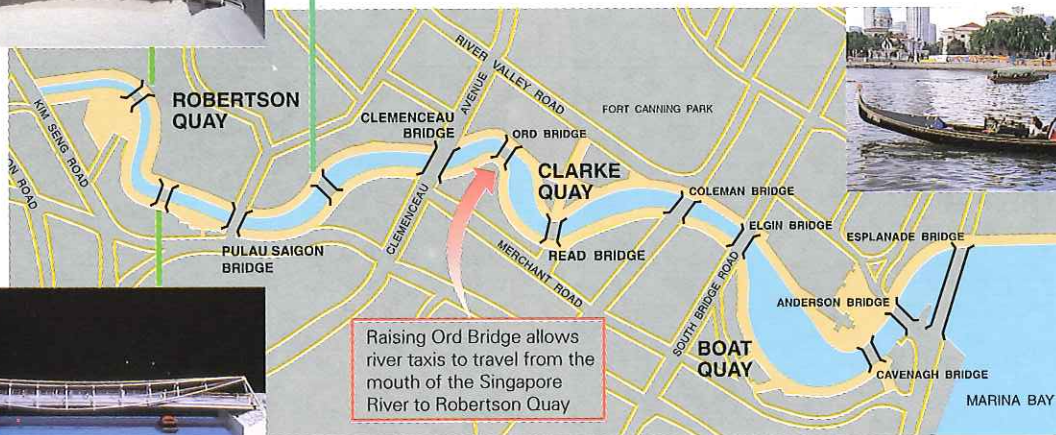 ROBERTSON
QUAY
KIM SENG ROAD
ON ROAD
PULAU SAIGON
BRIDGE
CLEMENCEAU
BRIDGE
CLEMENCEAU
AVENUE
RIVER VALLEY ROAD
FORT CANNING PARK
ORD BRIDGE
CLARKE
QUAY
READ BRIDGE
MERCHANT ROAD
COLEMAN BRIDGE
ELGIN BRIDGE
SOUTH BRIDGE ROAD
BOAT
QUAY
ESPLANADE BRIDGE
ANDERSON BRIDGE
CAVENAGH BRIDGE
MARINA BAY
Raising Ord Bridge allows
river taxis to travel from the
mouth of the Singapore
River to Robertson Quay